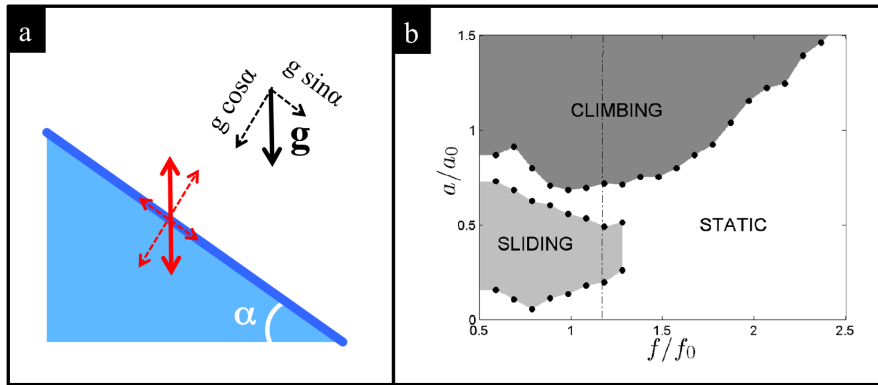 a
g cosα
g sinα
g
α
b
a/a₀
1.5
1
0.5
0
CLIMBING
SLIDING
STATIC
0.5
1
1.5
2
2.5
f/f₀